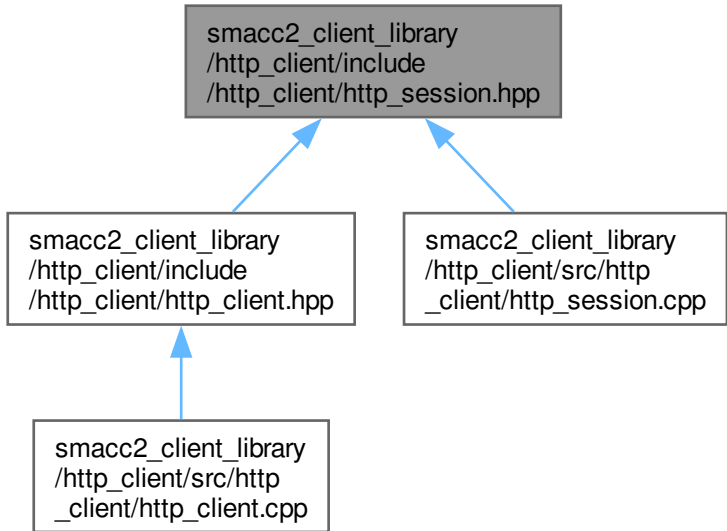 smacc2_client_library
/http_client/include
/http_client/http_session.hpp
smacc2_client_library
/http_client/include
/http_client/http_client.hpp
smacc2_client_library
/http_client/src/http
_client/http_session.cpp
smacc2_client_library
/http_client/src/http
_client/http_client.cpp